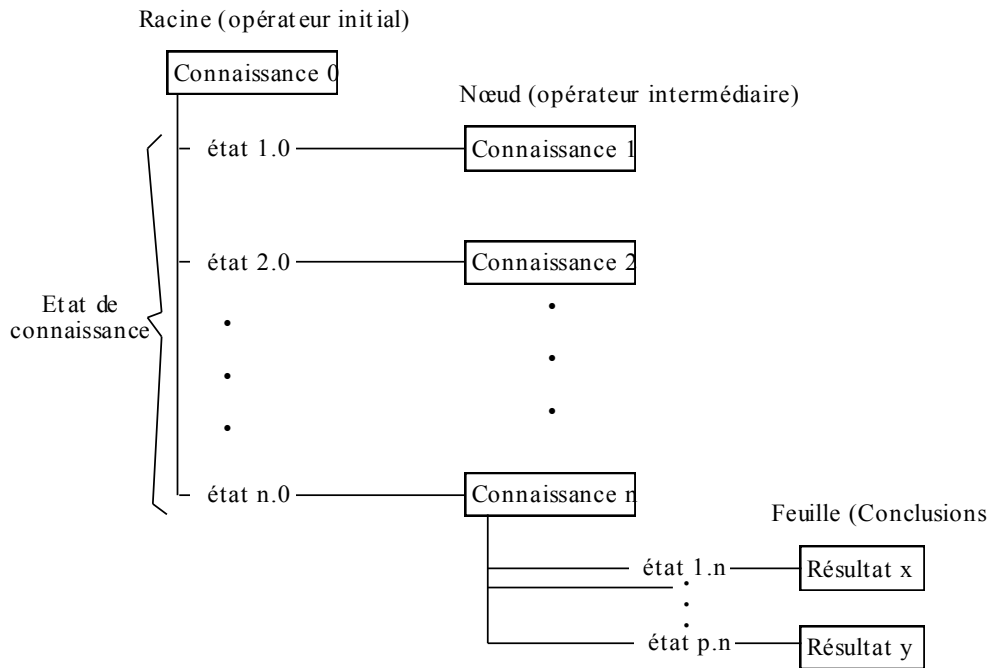 Racine (opérateur initial)
Connaissance 0
Nœud (opérateur intermédiaire)
état 1.0
Connaissance 1
état 2.0
Connaissance 2
Etat de
connaissance
état n.0
Connaissance n
Feuille (Conclusions
état 1.n
Résultat x
état p.n
Résultat y